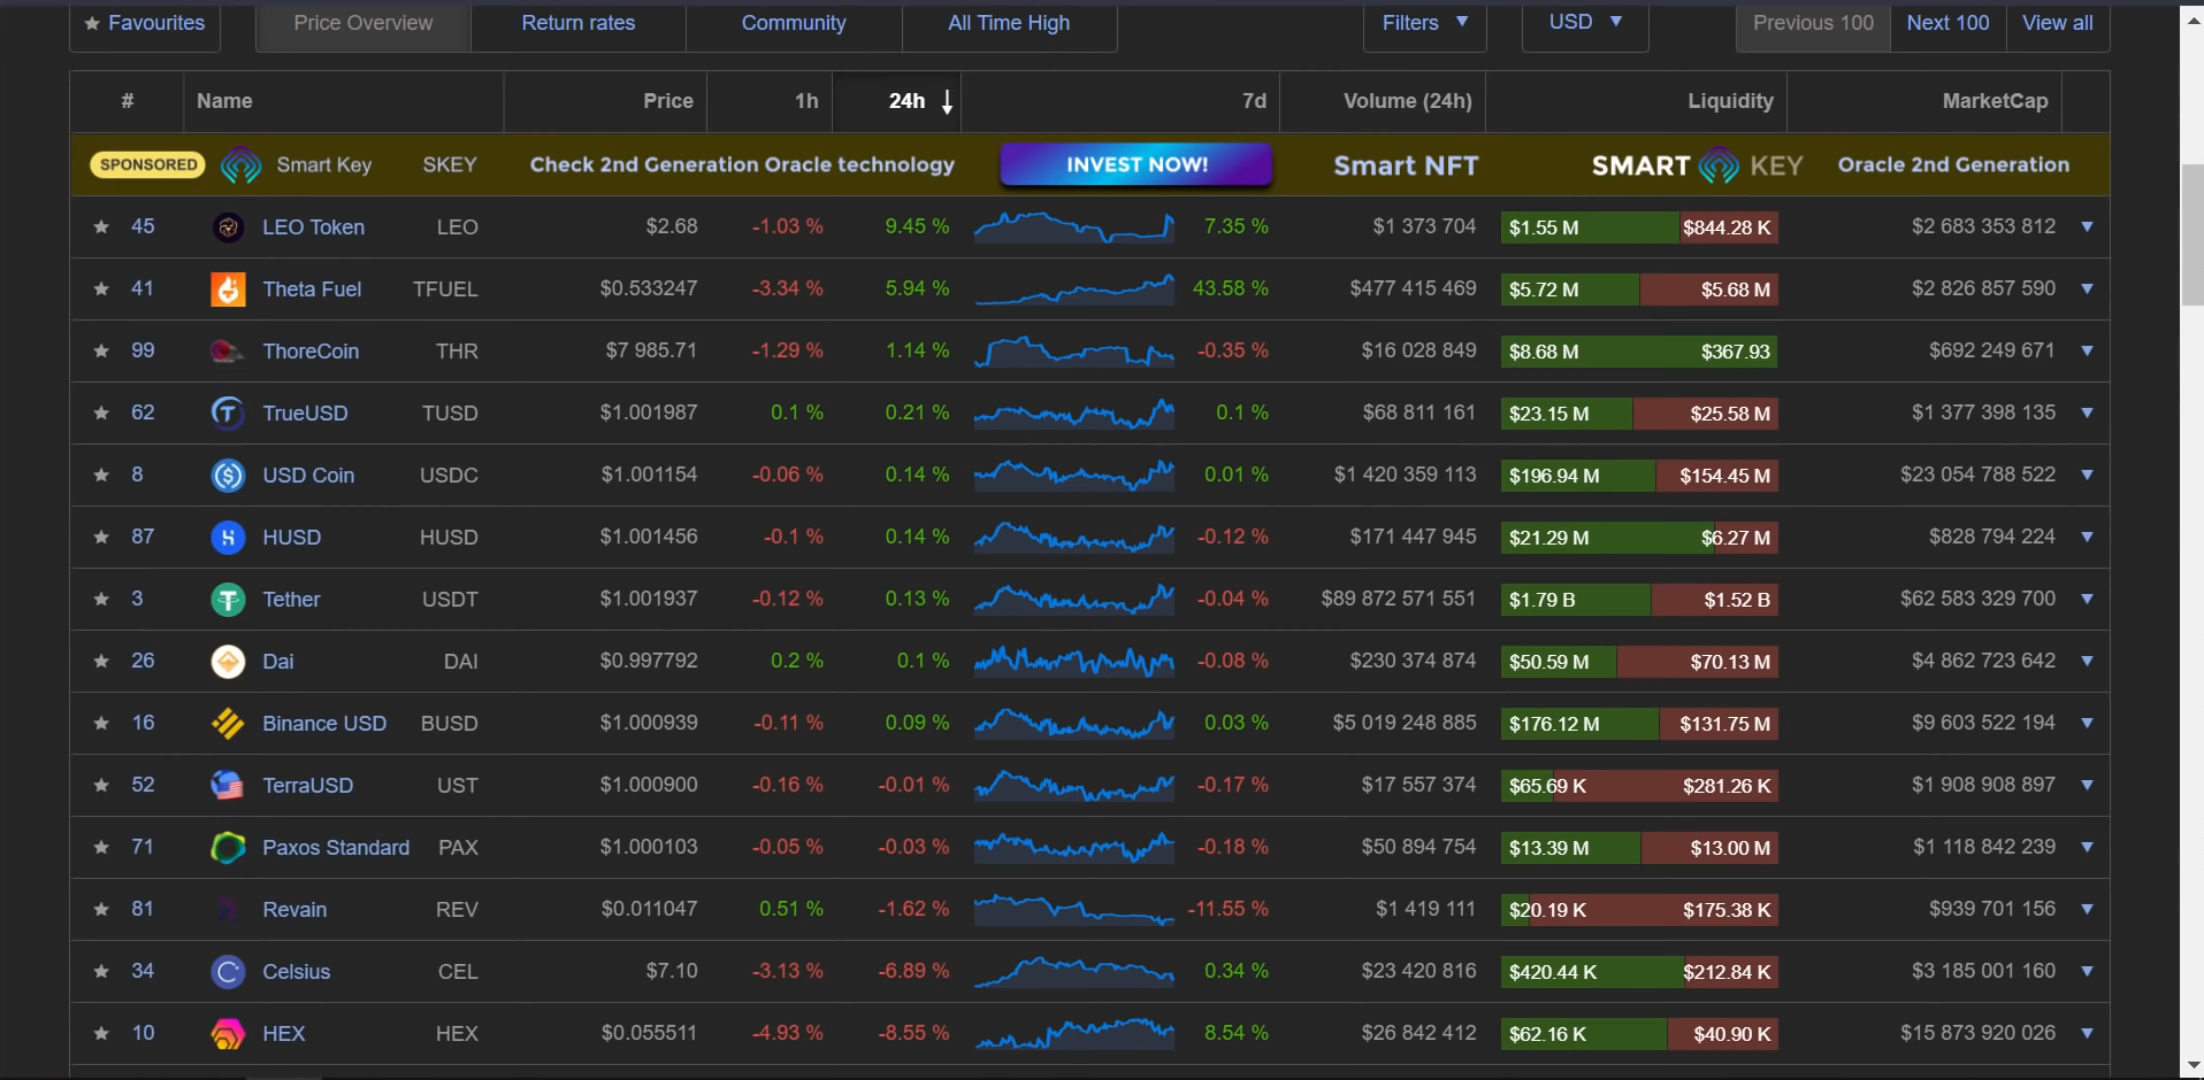 ★ Favourites Price Overview Return rates Community All Time High Filters ▼ USD ▼ Previous 100 Next 100 View all
# Name Price 1h 24h ↓ 7d Volume (24h) Liquidity MarketCap
SPONSORED Smart Key SKEY Check 2nd Generation Oracle technology INVEST NOW! Smart NFT SMART KEY Oracle 2nd Generation
★ 45 LEO Token LEO $2.68 -1.03 % 9.45 % 7.35 % $1 373 704 $1.55 M $844.28 K $2 683 353 812 ▼
★ 41 Theta Fuel TFUEL $0.533247 -3.34 % 5.94 % 43.58 % $477 415 469 $5.72 M $5.68 M $2 826 857 590 ▼
★ 99 ThoreCoin THR $7 985.71 -1.29 % 1.14 % -0.35 % $16 028 849 $8.68 M $367.93 $692 249 671 ▼
★ 62 TrueUSD TUSD $1.001987 0.1 % 0.21 % 0.1 % $68 811 161 $23.15 M $25.58 M $1 377 398 135 ▼
★ 8 USD Coin USDC $1.001154 -0.06 % 0.14 % 0.01 % $1 420 359 113 $196.94 M $154.45 M $23 054 788 522 ▼
★ 87 HUSD HUSD $1.001456 -0.1 % 0.14 % -0.12 % $171 447 945 $21.29 M $6.27 M $828 794 224 ▼
★ 3 Tether USDT $1.001937 -0.12 % 0.13 % -0.04 % $89 872 571 551 $1.79 B $1.52 B $62 583 329 700 ▼
★ 26 Dai DAI $0.997792 0.2 % 0.1 % -0.08 % $230 374 874 $50.59 M $70.13 M $4 862 723 642 ▼
★ 16 Binance USD BUSD $1.000939 -0.11 % 0.09 % 0.03 % $5 019 248 885 $176.12 M $131.75 M $9 603 522 194 ▼
★ 52 TerraUSD UST $1.000900 -0.16 % -0.01 % -0.17 % $17 557 374 $65.69 K $281.26 K $1 908 908 897 ▼
★ 71 Paxos Standard PAX $1.000103 -0.05 % -0.03 % -0.18 % $50 894 754 $13.39 M $13.00 M $1 118 842 239 ▼
★ 81 Revain REV $0.011047 0.51 % -1.62 % -11.55 % $1 419 111 $20.19 K $175.38 K $939 701 156 ▼
★ 34 Celsius CEL $7.10 -3.13 % -6.89 % 0.34 % $23 420 816 $420.44 K $212.84 K $3 185 001 160 ▼
★ 10 HEX HEX $0.055511 -4.93 % -8.55 % 8.54 % $26 842 412 $62.16 K $40.90 K $15 873 920 026 ▼